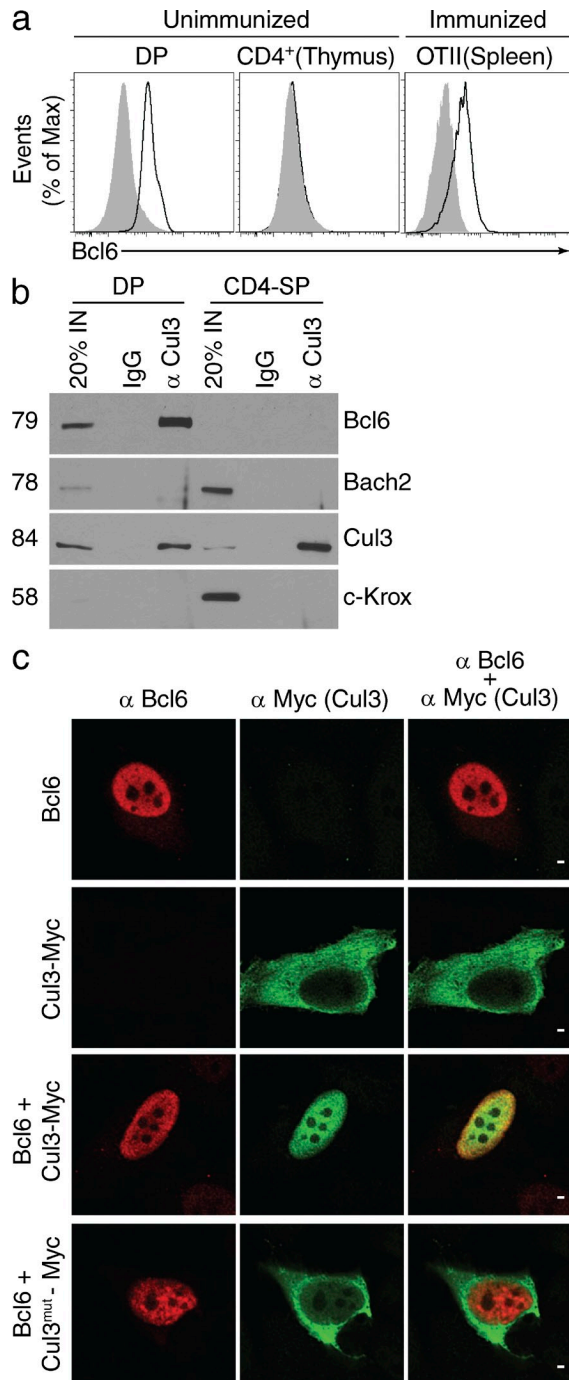 a
Unimmunized
Immunized
DP
CD4+(Thymus)
OTII(Spleen)
Events
(% of Max)
Bcl6
b
DP
CD4-SP
20% IN
IgG
α Cul3
20% IN
IgG
α Cul3
79
Bcl6
78
Bach2
84
Cul3
58
c-Krox
c
α Bcl6
α Myc (Cul3)
α Bcl6
+
α Myc (Cul3)
Bcl6
Cul3-Myc
Bcl6 +
Cul3-Myc
Bcl6 +
Cul3mut- Myc